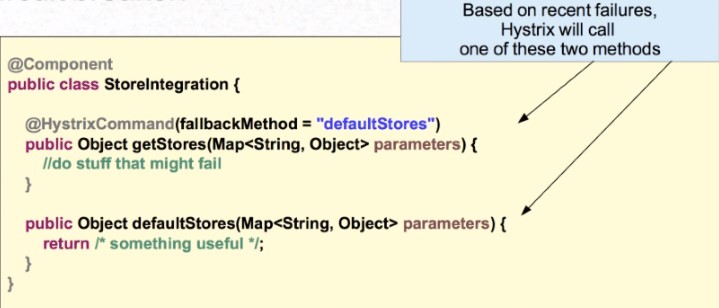 Based on recent failures,
Hystrix will call
one of these two methods
@Component
public class StoreIntegration {
@HystrixCommand(fallbackMethod = "defaultStores")
public Object getStores(Map<String, Object> parameters) {
//do stuff that might fail
}
public Object defaultStores(Map<String, Object> parameters) {
return /* something useful */;
}
}